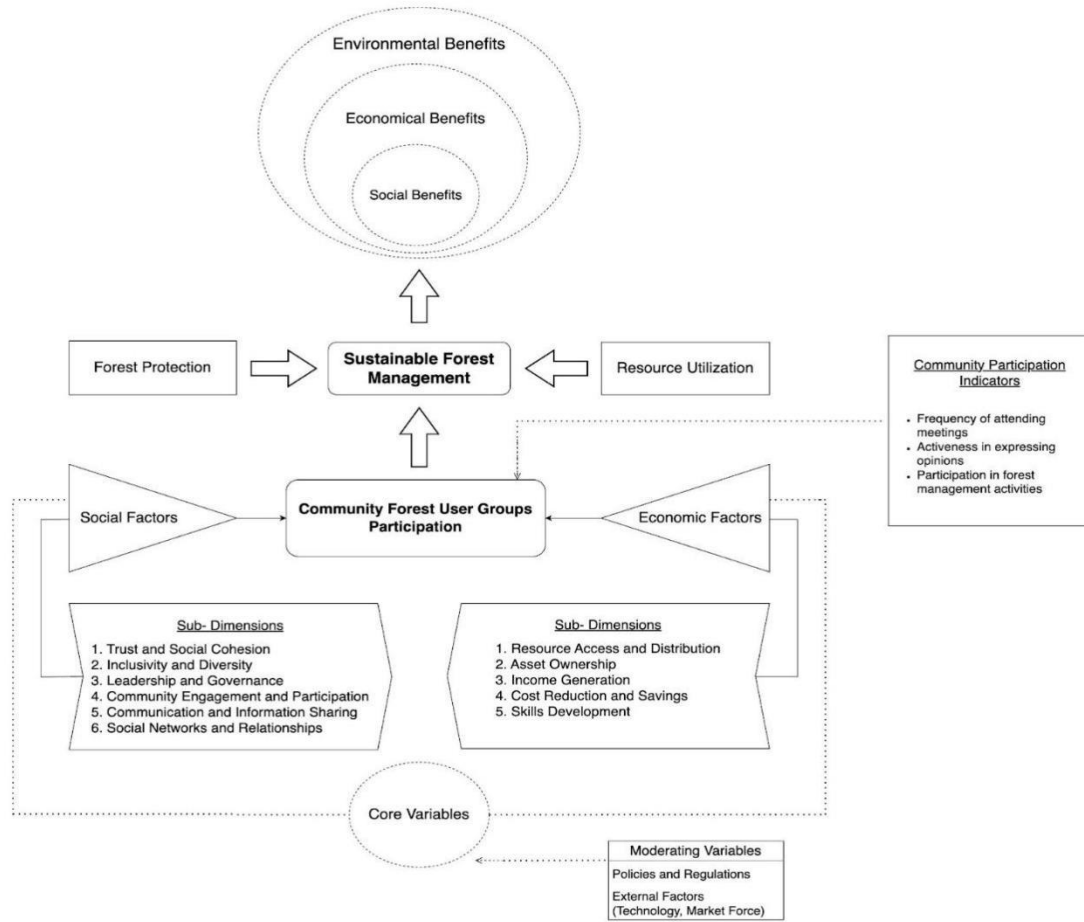 Environmental Benefits
Economical Benefits
Social Benefits
Forest Protection
Sustainable Forest
Management
Resource Utilization
Community Participation
Indicators
• Frequency of attending
meetings
• Activeness in expressing
opinions
• Participation in forest
management activities
Social Factors
Community Forest User Groups
Participation
Economic Factors
Sub- Dimensions
1. Trust and Social Cohesion
2. Inclusivity and Diversity
3. Leadership and Governance
4. Community Engagement and Participation
5. Communication and Information Sharing
6. Social Networks and Relationships
Sub- Dimensions
1. Resource Access and Distribution
2. Asset Ownership
3. Income Generation
4. Cost Reduction and Savings
5. Skills Development
Core Variables
Moderating Variables
Policies and Regulations
External Factors
(Technology, Market Force)